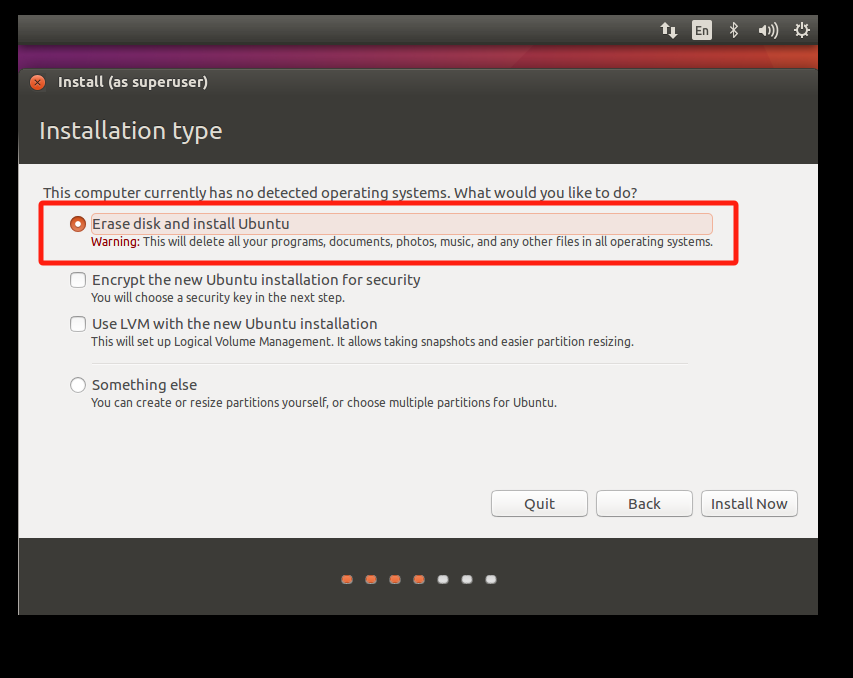 En
Install (as superuser)
Installation type
This computer currently has no detected operating systems. What would you like to do?
Erase disk and install Ubuntu
Warning: This will delete all your programs, documents, photos, music, and any other files in all operating systems.
Encrypt the new Ubuntu installation for security
You will choose a security key in the next step.
Use LVM with the new Ubuntu installation
This will set up Logical Volume Management. It allows taking snapshots and easier partition resizing.
Something else
You can create or resize partitions yourself, or choose multiple partitions for Ubuntu.
Quit
Back
Install Now